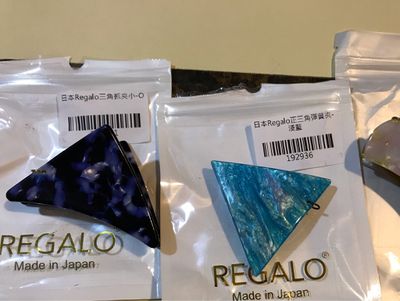 日本Regalo三角抓夾小-O
REGALO
Made in Japan
日本Regalo正三角彈簧夾-
淺藍
192936
REGALO®
Made in Japan